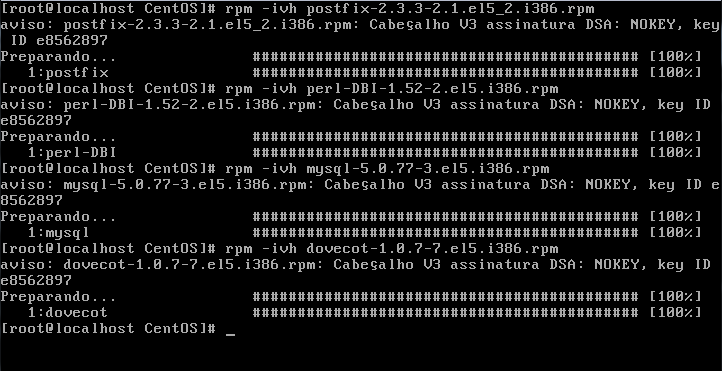 [root@localhost CentOS]# rpm -ivh postfix-2.3.3-2.1.el5_2.i386.rpm
aviso: postfix-2.3.3-2.1.el5_2.i386.rpm: Cabeşalho V3 assinatura DSA: NOKEY, key
 ID e8562897
Preparando...               ########################################### [100%]
   1:postfix                ########################################### [100%]
[root@localhost CentOS]# rpm -ivh perl-DBI-1.52-2.el5.i386.rpm
aviso: perl-DBI-1.52-2.el5.i386.rpm: Cabeşalho V3 assinatura DSA: NOKEY, key ID
e8562897
Preparando...               ########################################### [100%]
   1:perl-DBI               ########################################### [100%]
[root@localhost CentOS]# rpm -ivh mysql-5.0.77-3.el5.i386.rpm
aviso: mysql-5.0.77-3.el5.i386.rpm: Cabeşalho V3 assinatura DSA: NOKEY, key ID e
8562897
Preparando...               ########################################### [100%]
   1:mysql                  ########################################### [100%]
[root@localhost CentOS]# rpm -ivh dovecot-1.0.7-7.el5.i386.rpm
aviso: dovecot-1.0.7-7.el5.i386.rpm: Cabeşalho V3 assinatura DSA: NOKEY, key ID
e8562897
Preparando...               ########################################### [100%]
   1:dovecot                ########################################### [100%]
[root@localhost CentOS]# _